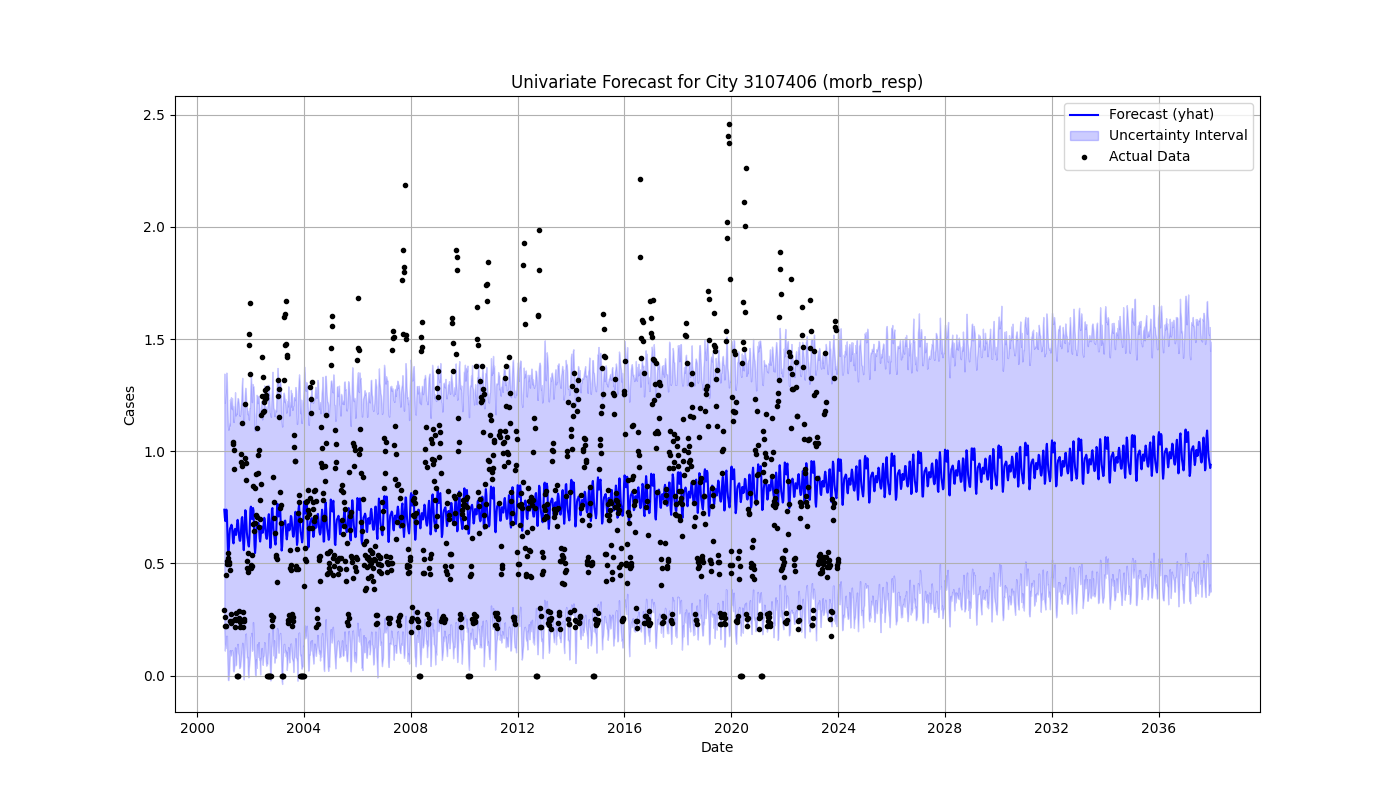 Univariate Forecast for City 3107406 (morb_resp)
Forecast (yhat)
Uncertainty Interval
Actual Data
Cases
2.5
2.0
1.5
1.0
0.5
0.0
2000
2004
2008
2012
2016
2020
2024
2028
2032
2036
Date